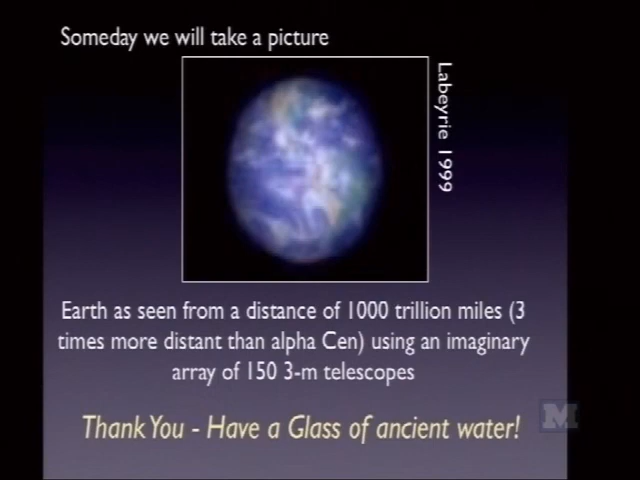 Someday we will take a picture
Labeyrie 1999
Earth as seen from a distance of 1000 trillion miles (3
times more distant than alpha Cen) using an imaginary
array of 150 3-m telescopes
Thank You - Have a Glass of ancient water!
M